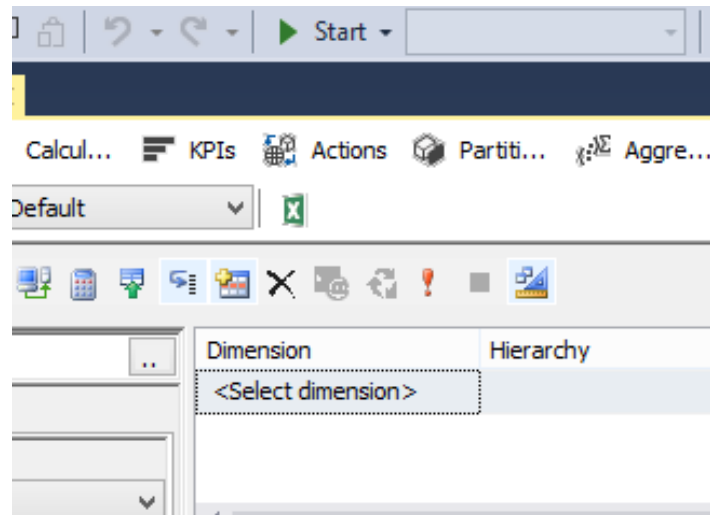 Start
Calcul... KPIs Actions Partiti... Aggre...
Default
..
Dimension Hierarchy
<Select dimension>